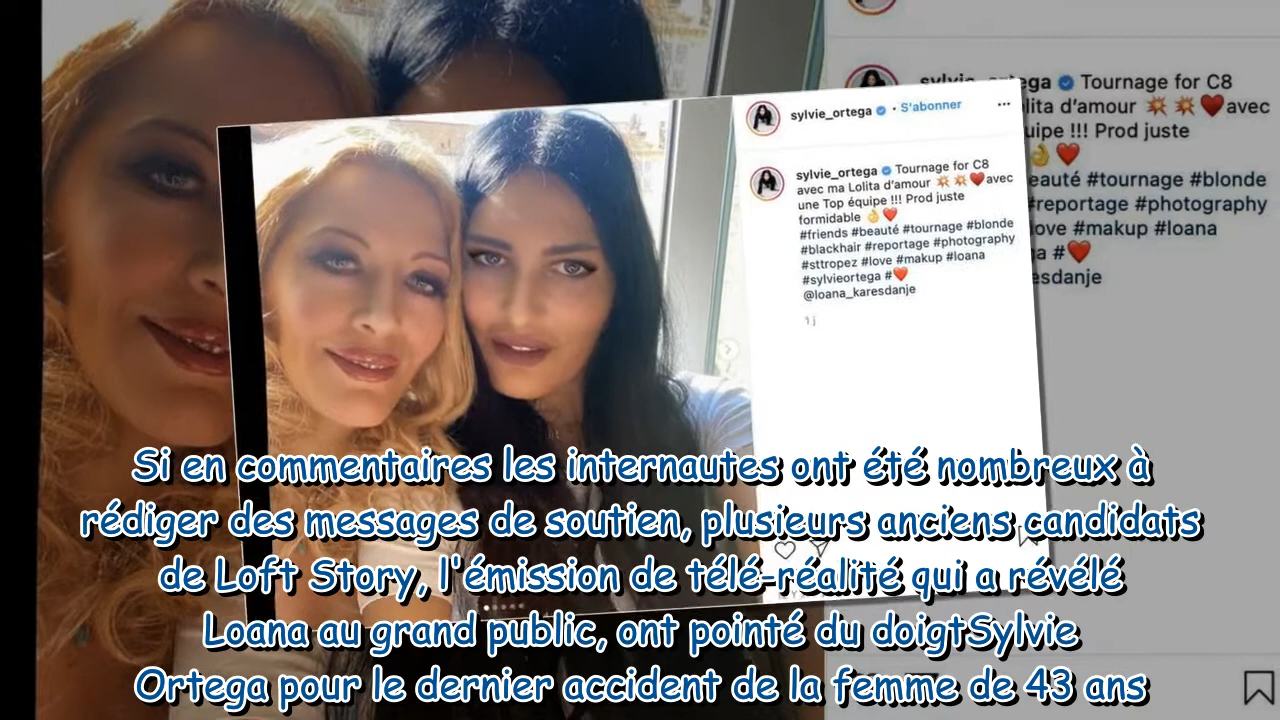 sylvie_ortega Tournage for C8
lita d'amour 💥 💥❤️avec
uipe !!! Prod juste
👌❤️
eauté #tournage #blonde
#reportage #photography
love #makup #loana
a #❤️
esdanje
sylvie_ortega • S'abonner
sylvie_ortega Tournage for C8
avec ma Lolita d'amour 💥 💥❤️avec
une Top équipe !!! Prod juste
formidable 👌❤️
#friends #beauté #tournage #blonde
#blackhair #reportage #photography
#sttropez #love #makup #loana
#sylvieortega #❤️
@loana_karesdanje
1 j
Si en commentaires les internautes ont été nombreux à
rédiger des messages de soutien, plusieurs anciens candidats
de Loft Story, l'émission de télé-réalité qui a révélé
Loana au grand public, ont pointé du doigtSylvie
Ortega pour le dernier accident de la femme de 43 ans